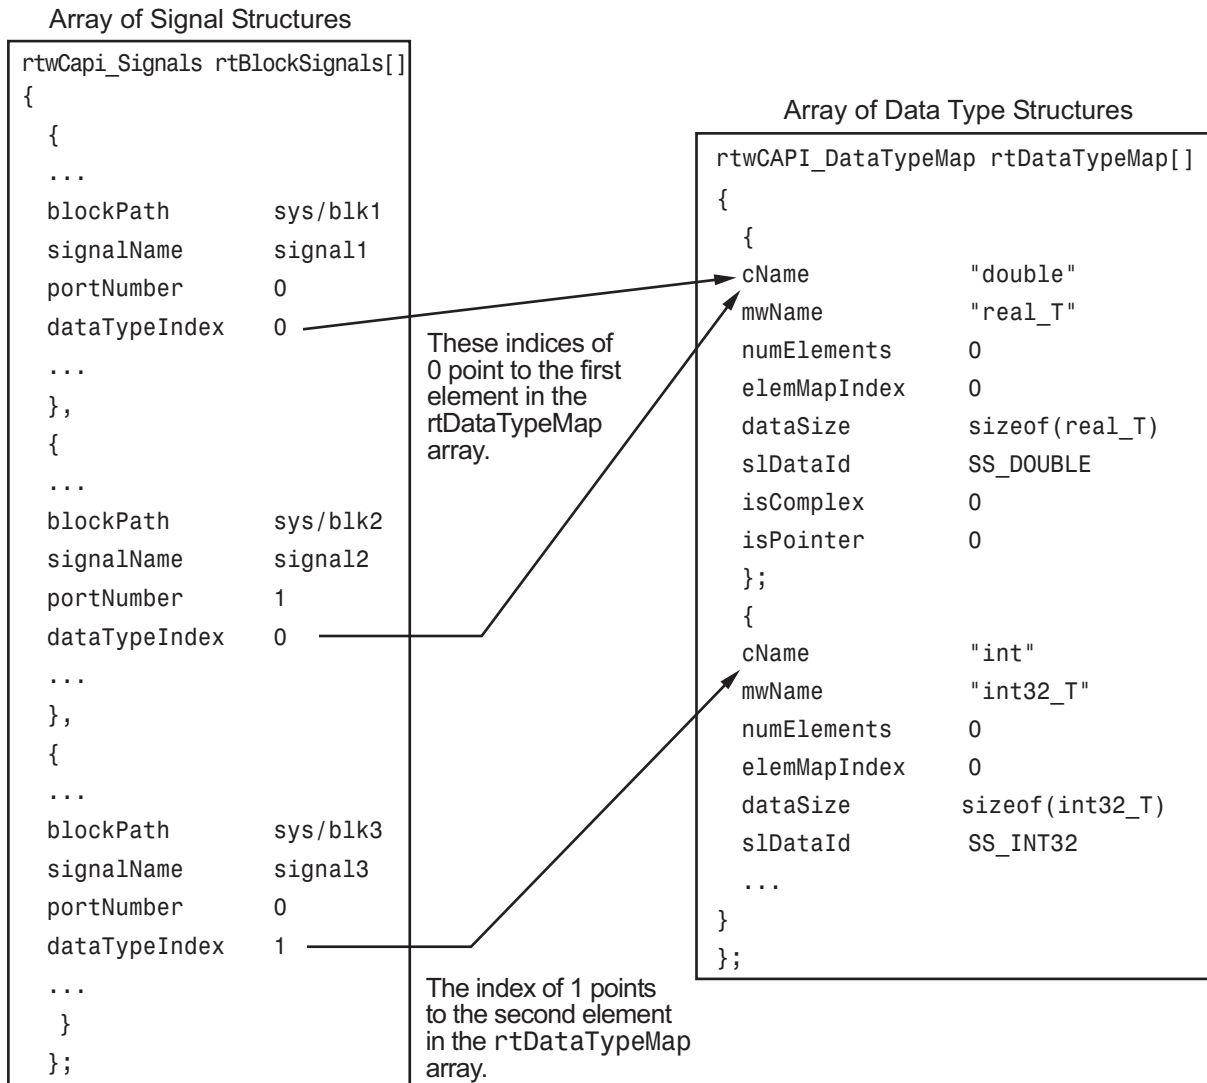 Array of Signal Structures
rtwCapi_Signals rtBlockSignals[]
{
{
...
blockPath sys/blk1
signalName signal1
portNumber 0
dataTypeIndex 0
...
},
{
...
blockPath sys/blk2
signalName signal2
portNumber 1
dataTypeIndex 0
...
},
{
...
blockPath sys/blk3
signalName signal3
portNumber 0
dataTypeIndex 1
...
}
};
These indices of
0 point to the first
element in the
rtDataTypeMap
array.
The index of 1 points
to the second element
in the rtDataTypeMap
array.
Array of Data Type Structures
rtwCAPI_DataTypeMap rtDataTypeMap[]
{
{
cName "double"
mwName "real_T"
numElements 0
elemMapIndex 0
dataSize sizeof(real_T)
slDataId SS_DOUBLE
isComplex 0
isPointer 0
};
{
cName "int"
mwName "int32_T"
numElements 0
elemMapIndex 0
dataSize sizeof(int32_T)
slDataId SS_INT32
...
}
};